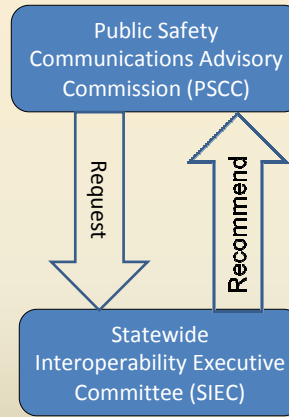 Public Safety
Communications Advisory
Commission (PSCC)
Request
Recommend
Statewide
Interoperability Executive
Committee (SIEC)